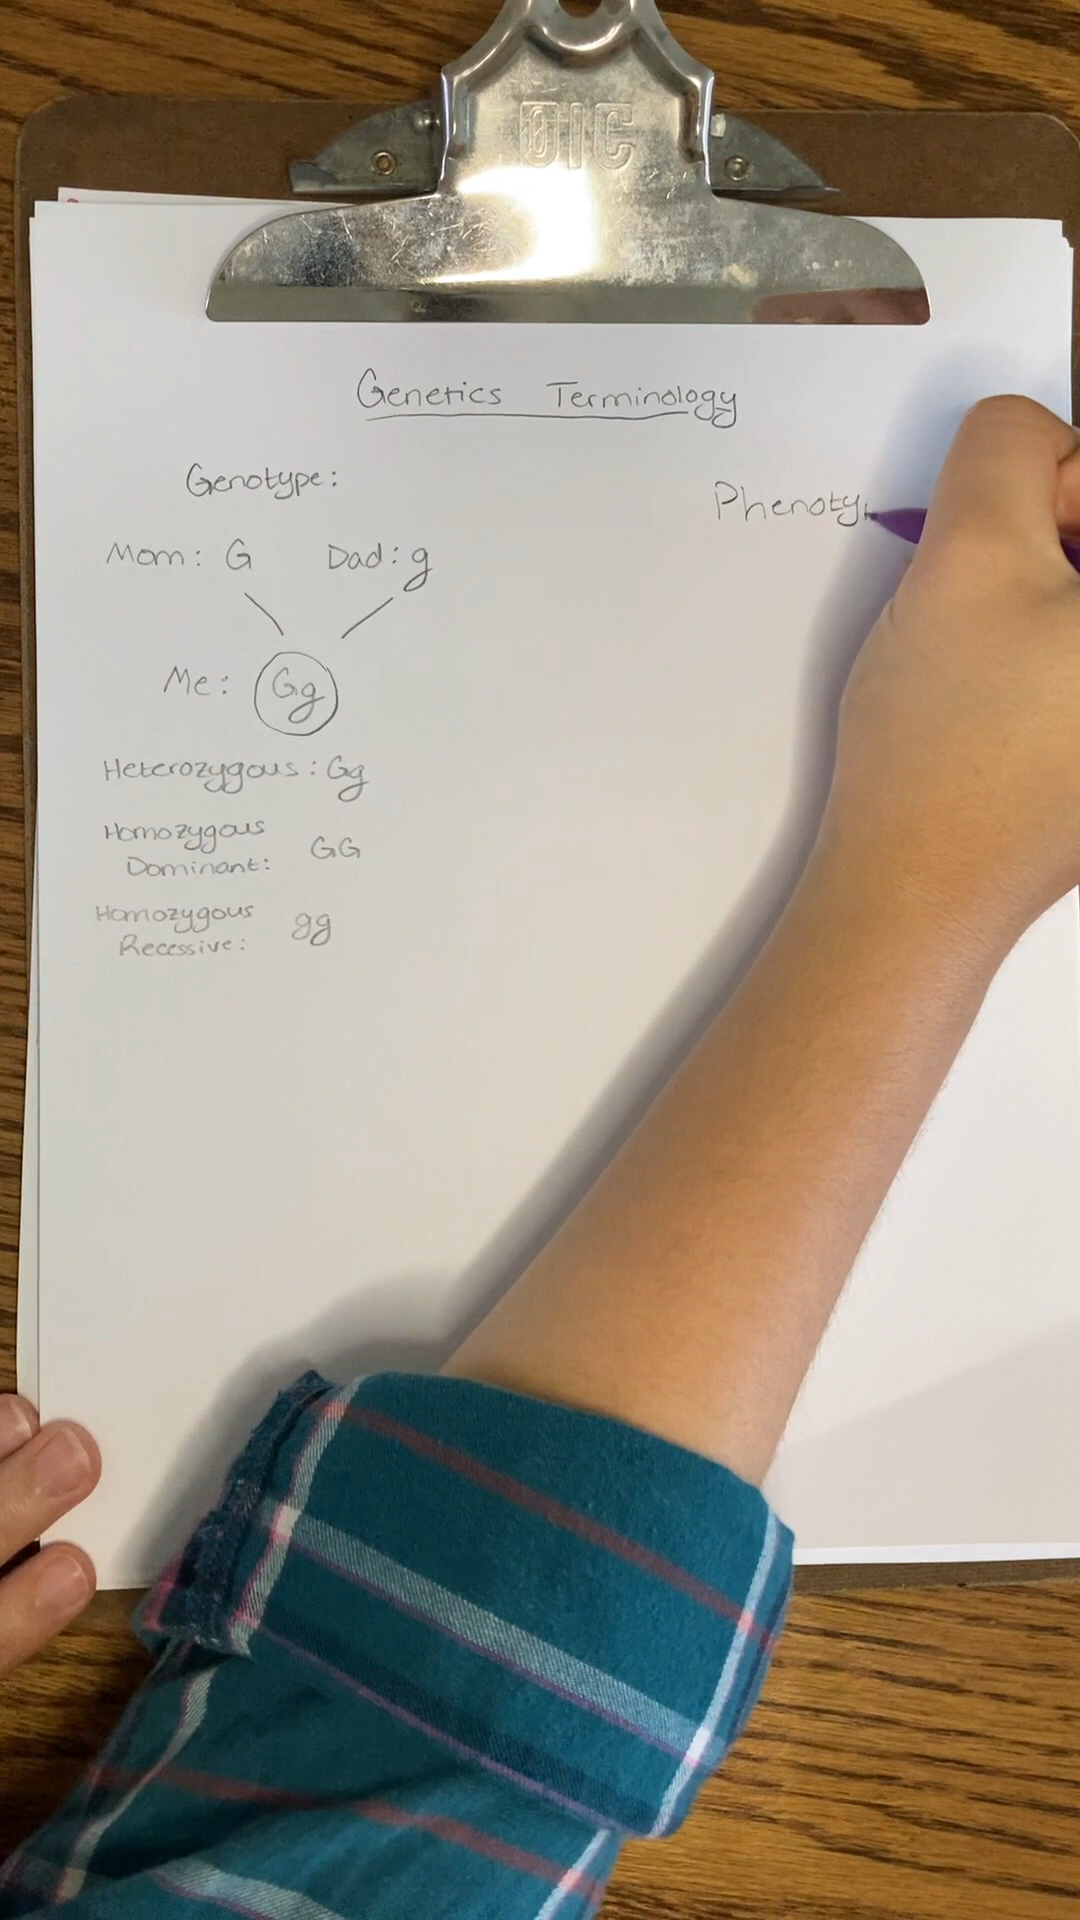 OIC
Genetics Terminology
Genotype:
Mom: G Dad: g
Me: Gg
Heterozygous: Gg
Homozygous
Dominant: GG
Homozygous
Recessive: gg
Phenoty